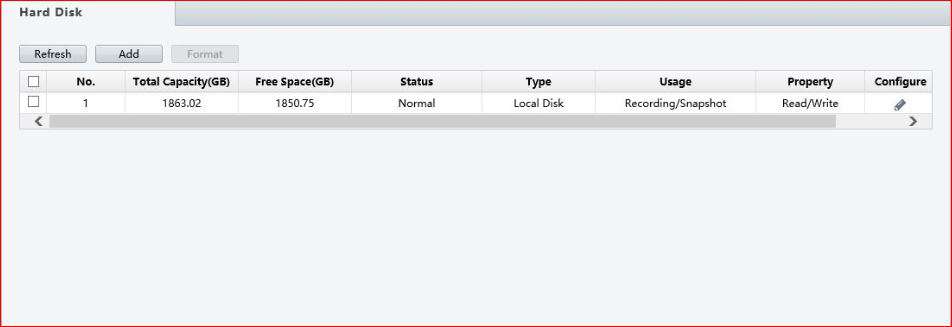 Hard Disk
Refresh Add Format
No. Total Capacity(GB) Free Space(GB) Status Type Usage Property Configure
1 1863.02 1850.75 Normal Local Disk Recording/Snapshot Read/Write